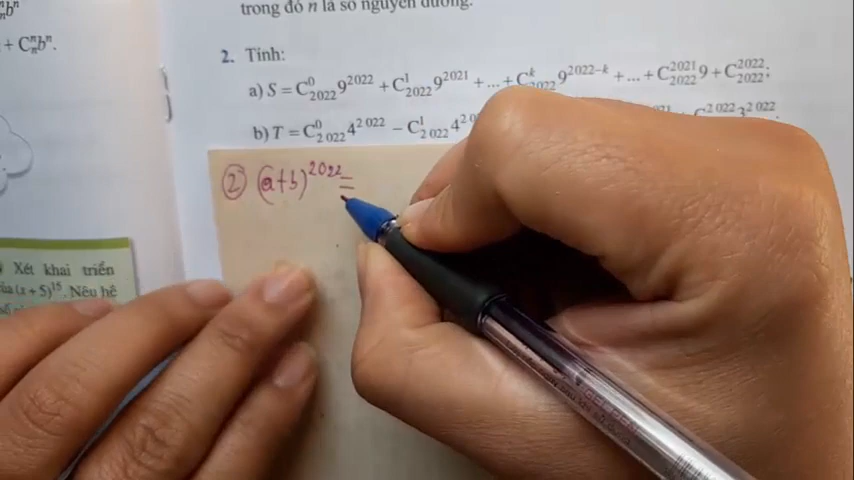 trong đó n là số nguyên dương.
+ Cⁿₙbⁿ.
2. Tính:
a) S = C⁰₂₀₂₂9²⁰²² + C¹₂₀₂₂9²⁰²¹ + ... + Cᵏ₂₀₂₂9²⁰²²⁻ᵏ + ... + C²⁰²¹₂₀₂₂9 + C²⁰²²₂₀₂₂;
b) T = C⁰₂₀₂₂4²⁰²² − C¹₂₀₂₂4
② (a+b)²⁰²² =
Xét khai triển
(x + 5)¹⁵. Nêu hệ